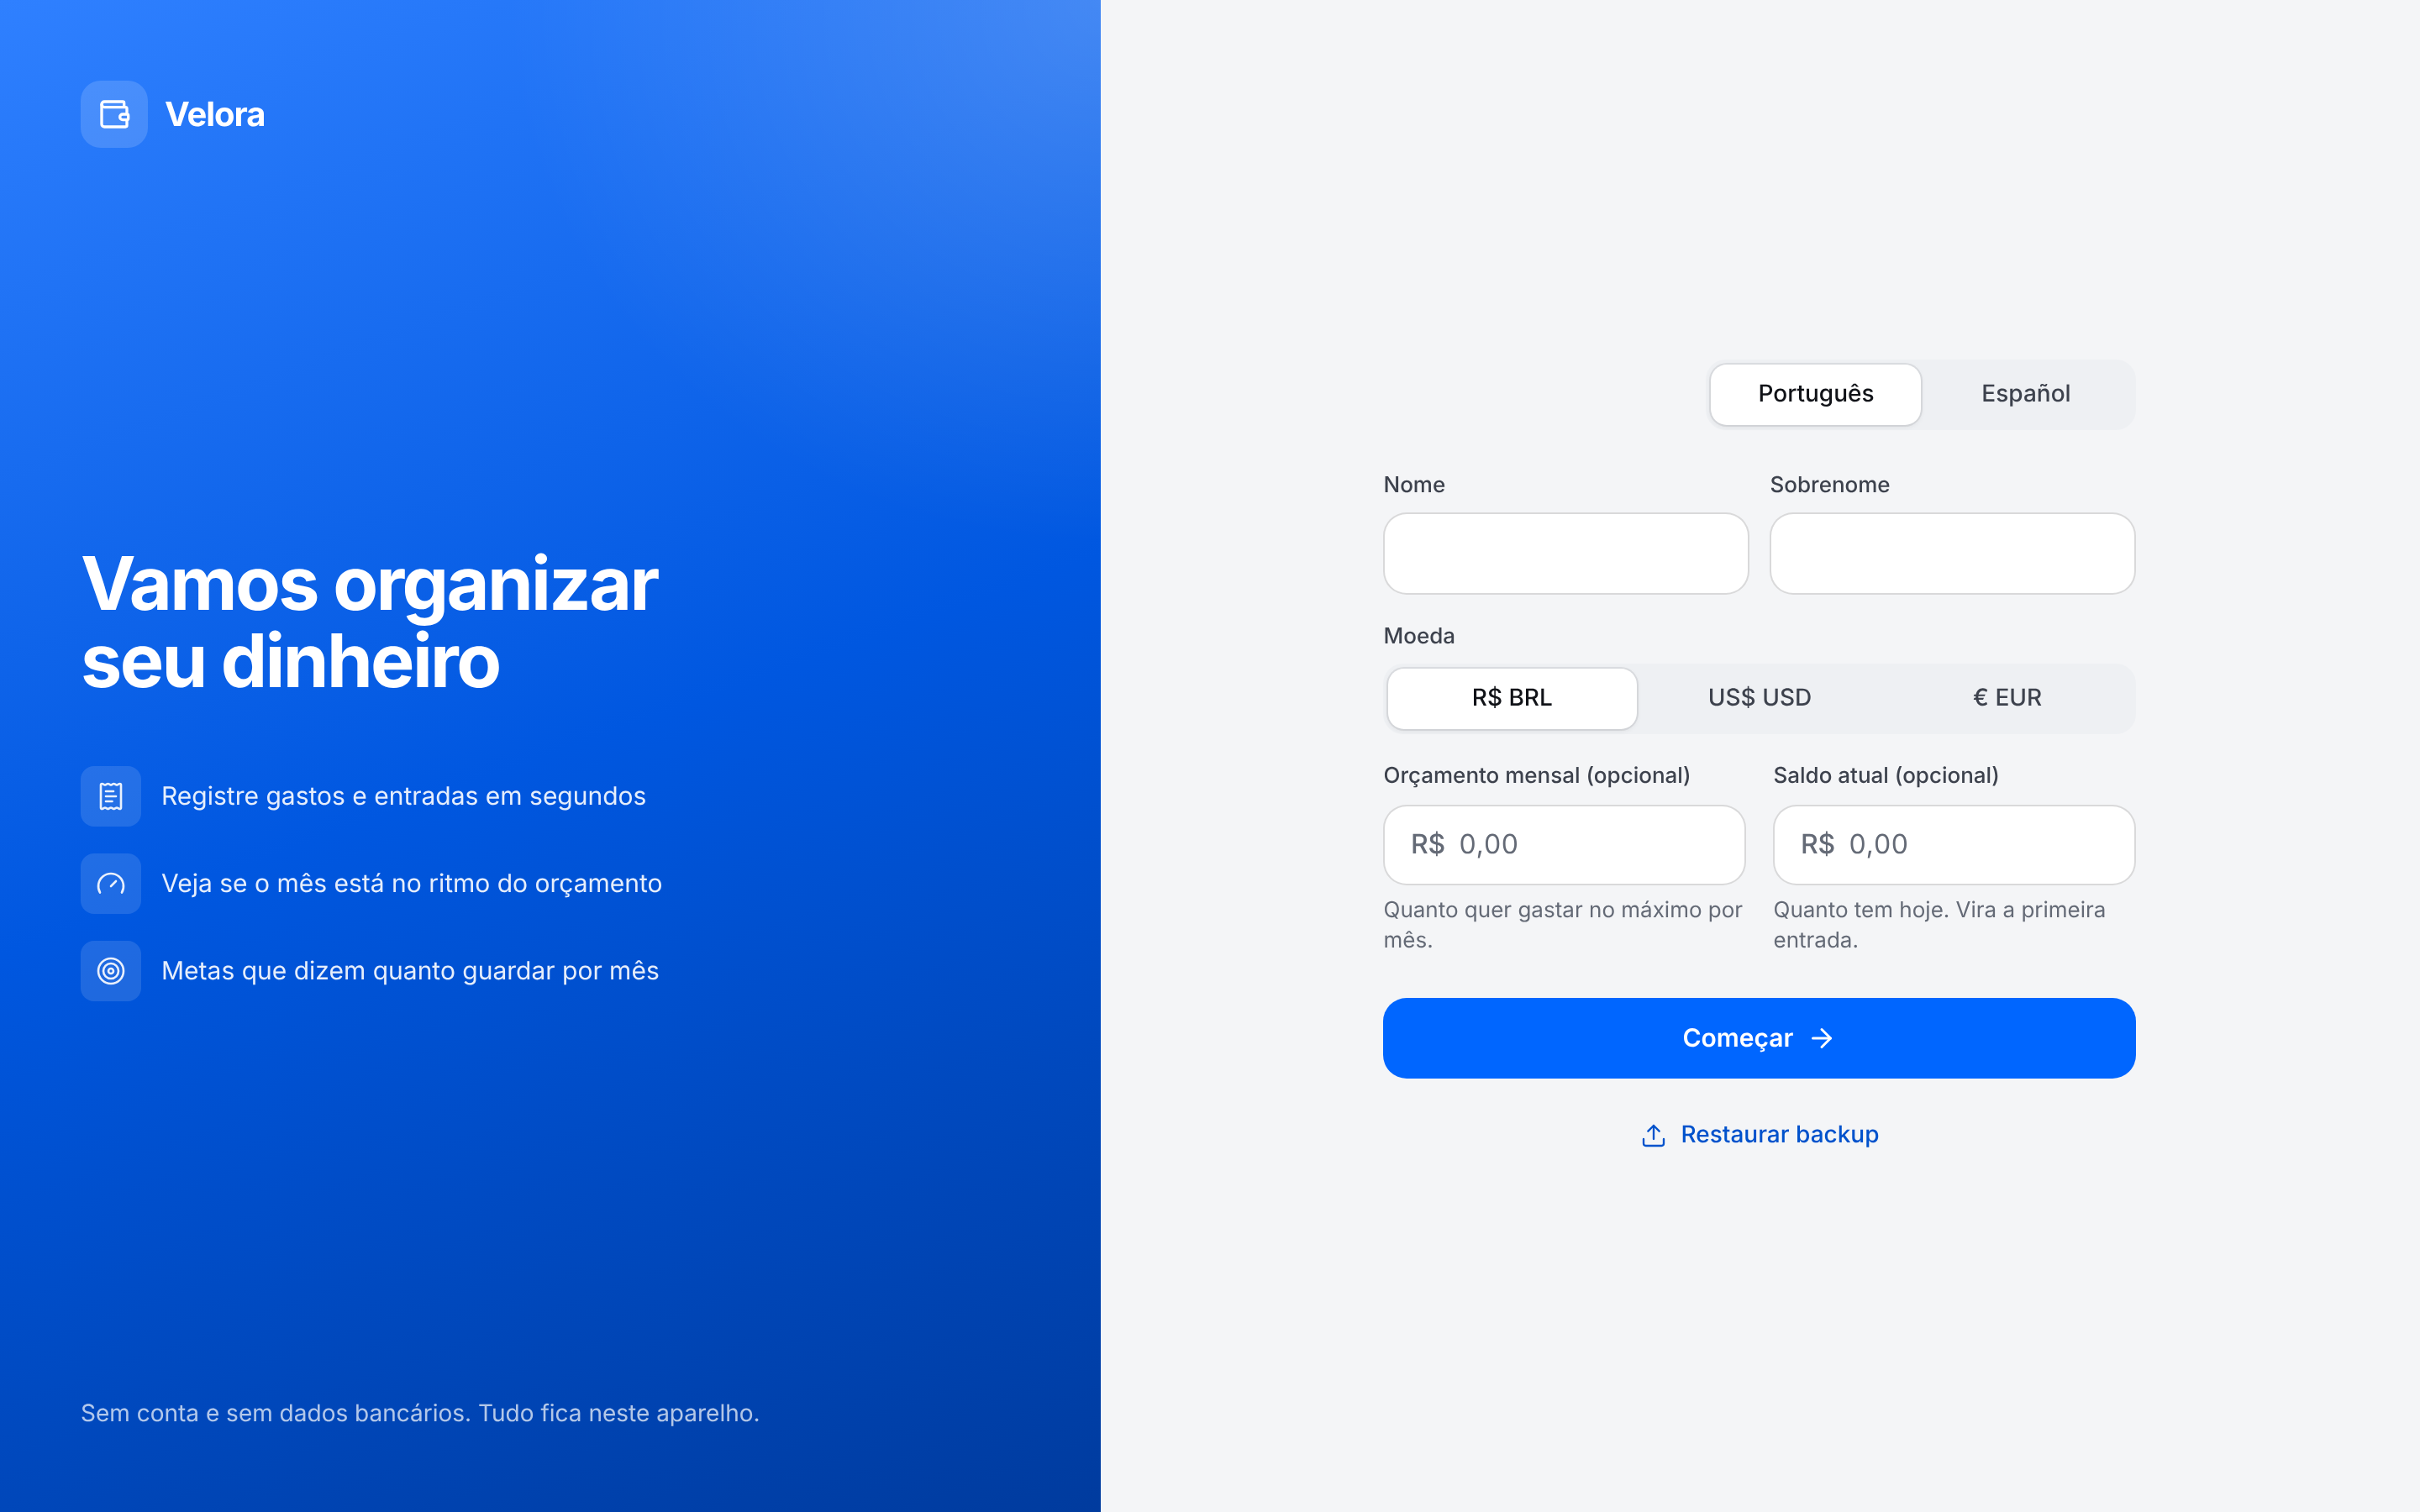 Velora
Vamos organizar
seu dinheiro
Registre gastos e entradas em segundos
Veja se o mês está no ritmo do orçamento
Metas que dizem quanto guardar por mês
Sem conta e sem dados bancários. Tudo fica neste aparelho.
Português
Español
Nome
Sobrenome
Moeda
R$ BRL
US$ USD
€ EUR
Orçamento mensal (opcional)
R$ 0,00
Quanto quer gastar no máximo por
mês.
Saldo atual (opcional)
R$ 0,00
Quanto tem hoje. Vira a primeira
entrada.
Começar
Restaurar backup